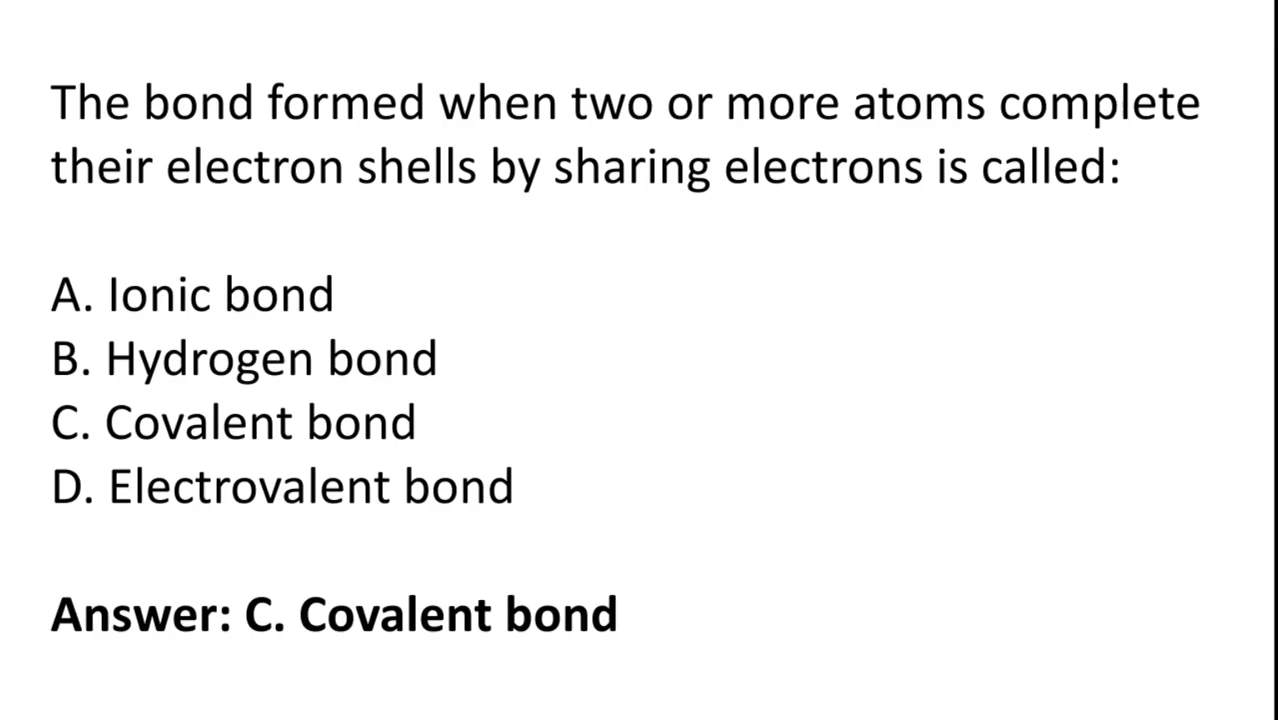 The bond formed when two or more atoms complete
their electron shells by sharing electrons is called:
A. Ionic bond
B. Hydrogen bond
C. Covalent bond
D. Electrovalent bond
Answer: C. Covalent bond